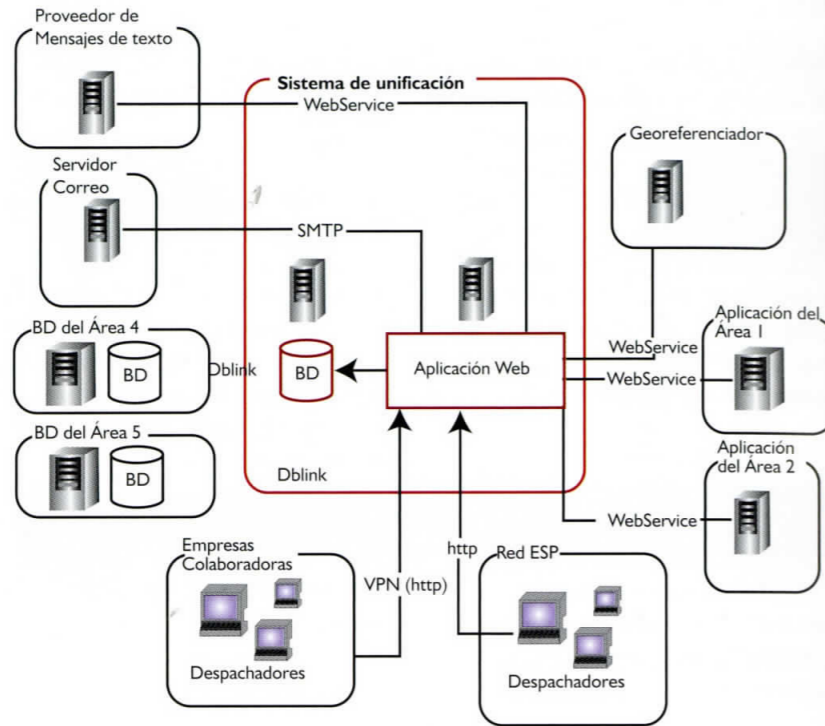 Proveedor de
Mensajes de texto
Sistema de unificación
WebService
Georeferenciador
Servidor
Correo
SMTP
BD del Área 4
BD
Dblink
BD
Aplicación Web
WebService
Aplicación del
Área 1
WebService
BD del Área 5
BD
Dblink
Aplicación
del Área 2
WebService
Empresas
Colaboradoras
VPN (http)
http
Red ESP
Despachadores
Despachadores